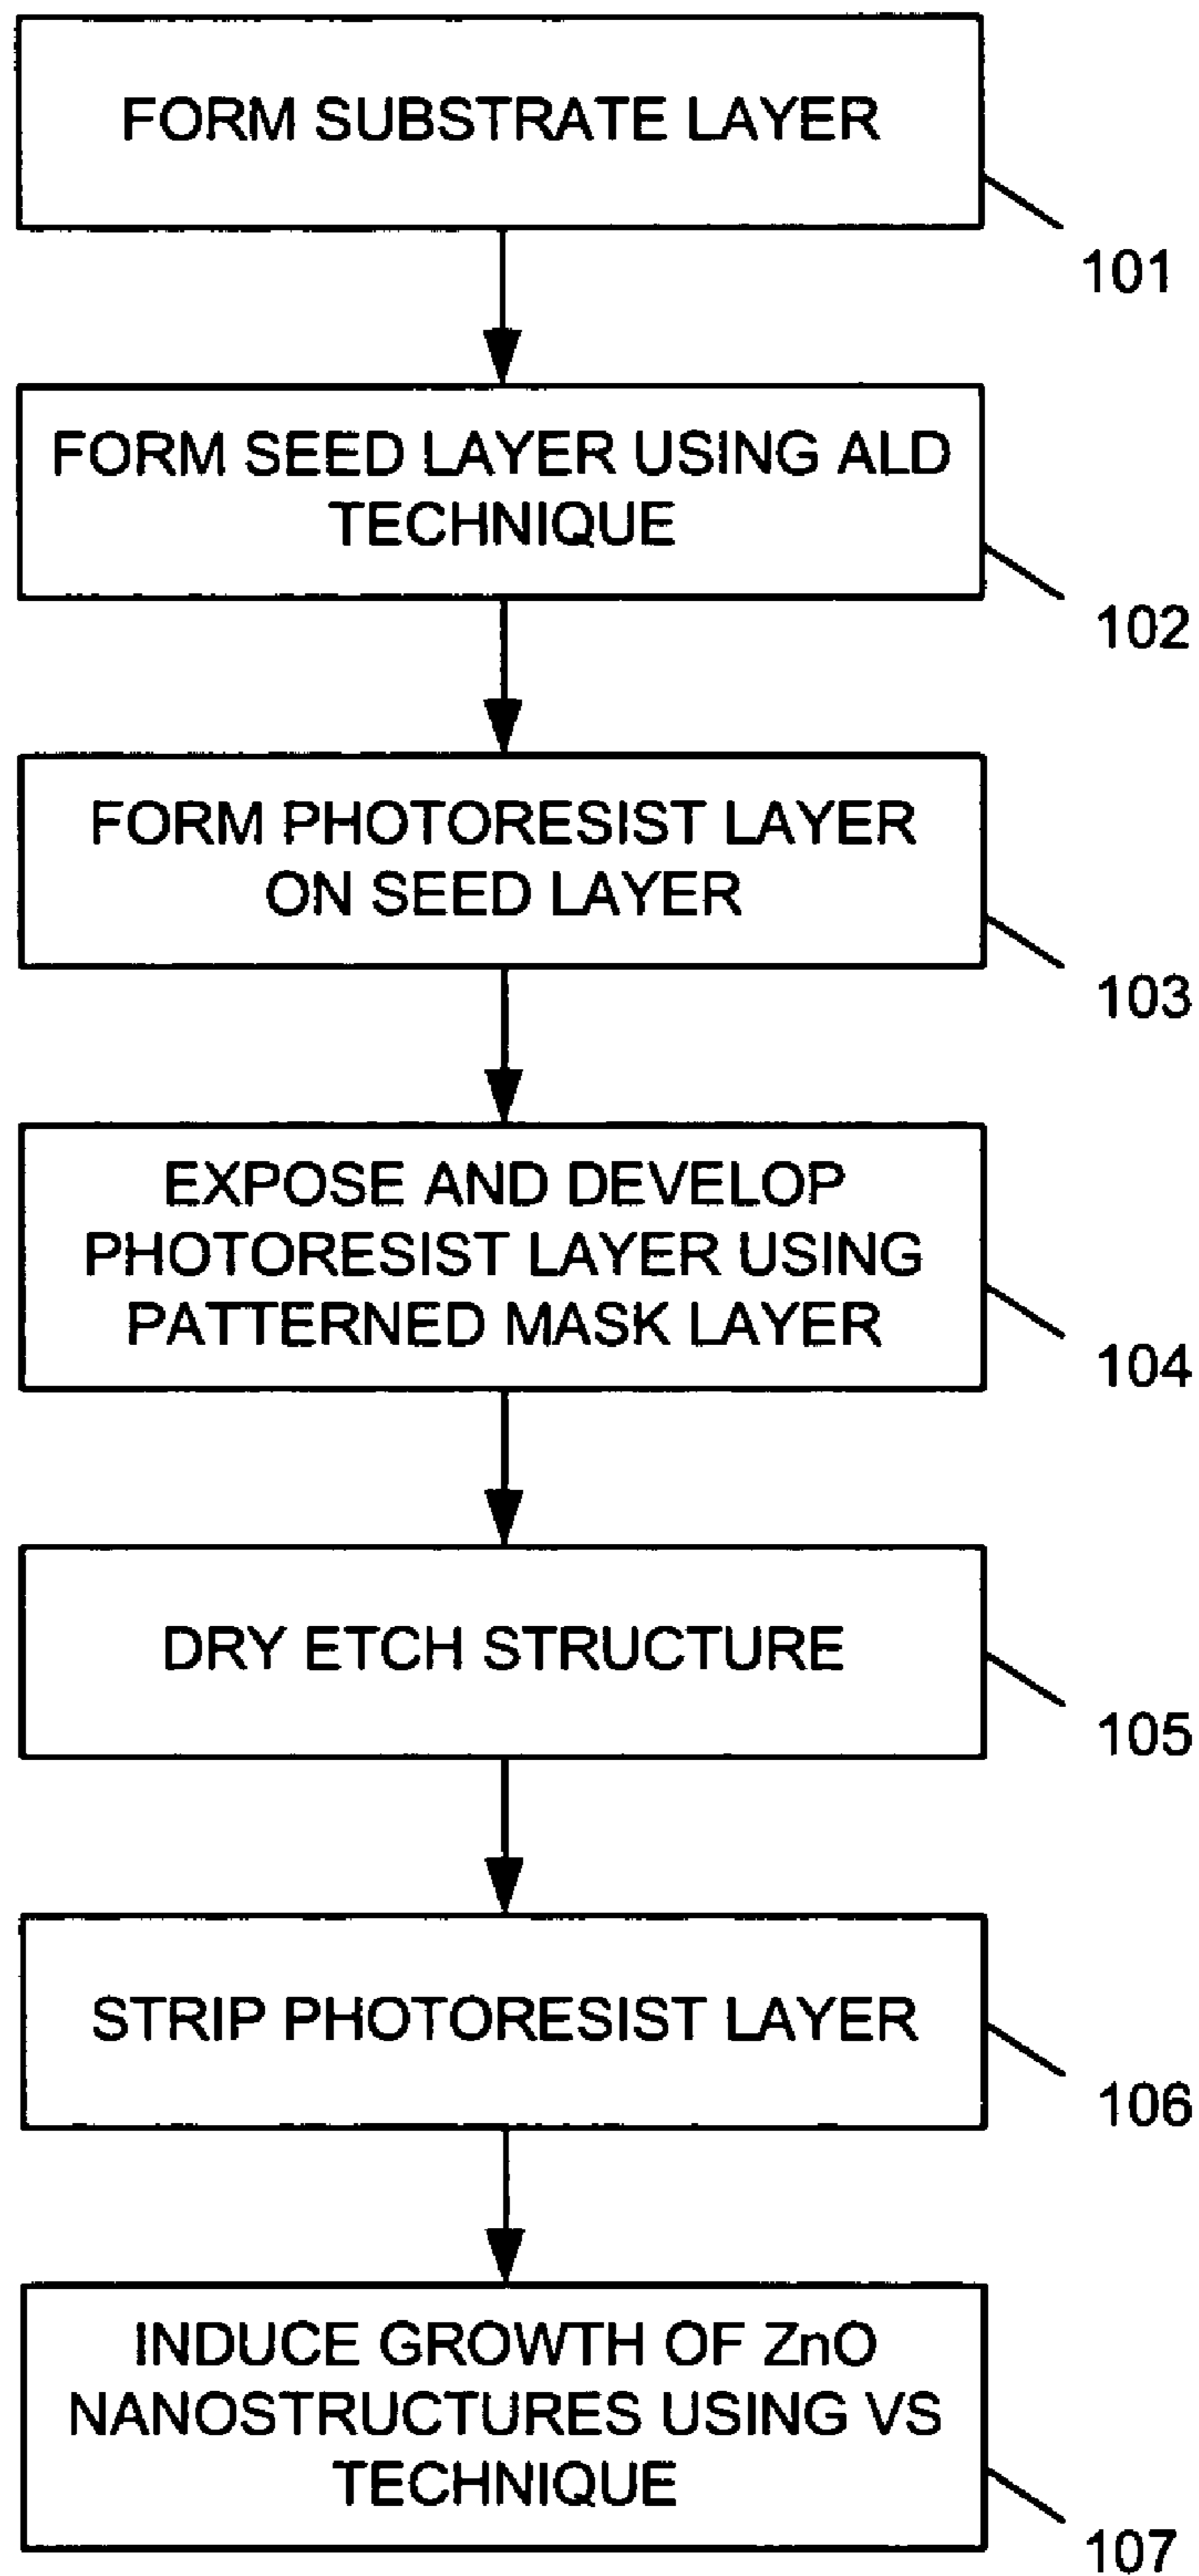 FORM SUBSTRATE LAYER
101
FORM SEED LAYER USING ALD
TECHNIQUE
102
FORM PHOTORESIST LAYER
ON SEED LAYER
103
EXPOSE AND DEVELOP
PHOTORESIST LAYER USING
PATTERNED MASK LAYER
104
DRY ETCH STRUCTURE
105
STRIP PHOTORESIST LAYER
106
INDUCE GROWTH OF ZnO
NANOSTRUCTURES USING VS
TECHNIQUE
107